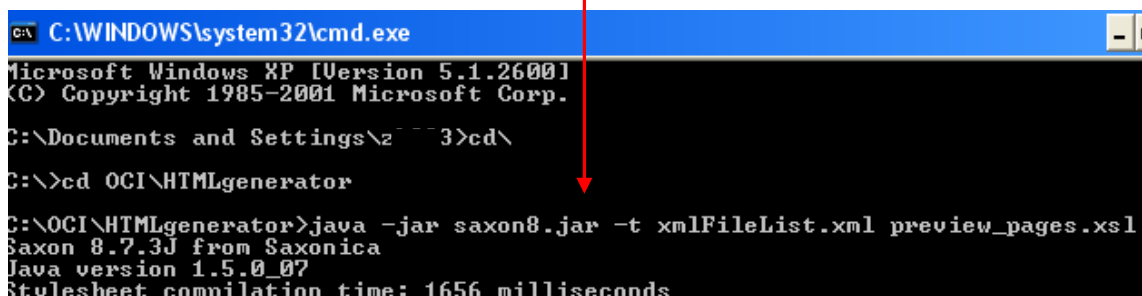 C:\WINDOWS\system32\cmd.exe
Microsoft Windows XP [Version 5.1.2600]
(C) Copyright 1985-2001 Microsoft Corp.
C:\Documents and Settings\z 3>cd\
C:\>cd OCI\HTMLgenerator
C:\OCI\HTMLgenerator>java -jar saxon8.jar -t xmlFileList.xml preview_pages.xsl
Saxon 8.7.3J from Saxonica
Java version 1.5.0_07
Stylesheet compilation time: 1656 milliseconds